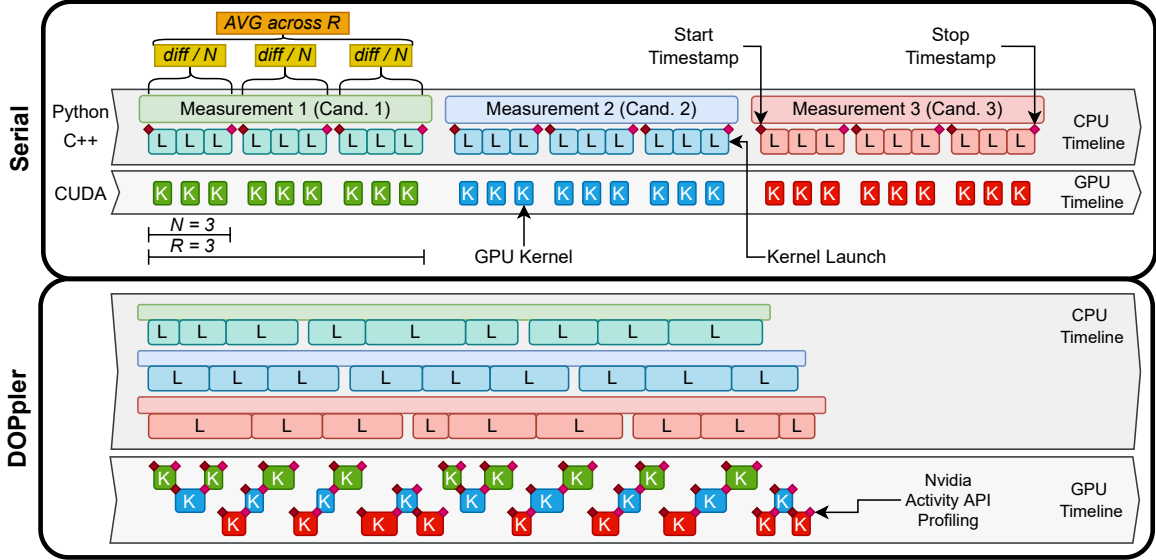 Serial
AVG across R
diff / N diff / N diff / N
Start
Timestamp
Stop
Timestamp
Python
Measurement 1 (Cand. 1) Measurement 2 (Cand. 2) Measurement 3 (Cand. 3)
C++
L L L L L L L L L L L L L L L L L L L L L L L L L L L
CPU
Timeline
CUDA
K K K K K K K K K K K K K K K K K K K K K K K K K K K
GPU
Timeline
N = 3
R = 3
GPU Kernel
Kernel Launch
DOPpler
CPU
Timeline
L L L L L L L L L
L L L L L L L L L
L L L L L L L L L
K K K K K K K K K
K K K K K K K K K
K K K K K K K K K
Nvidia
Activity API
Profiling
GPU
Timeline